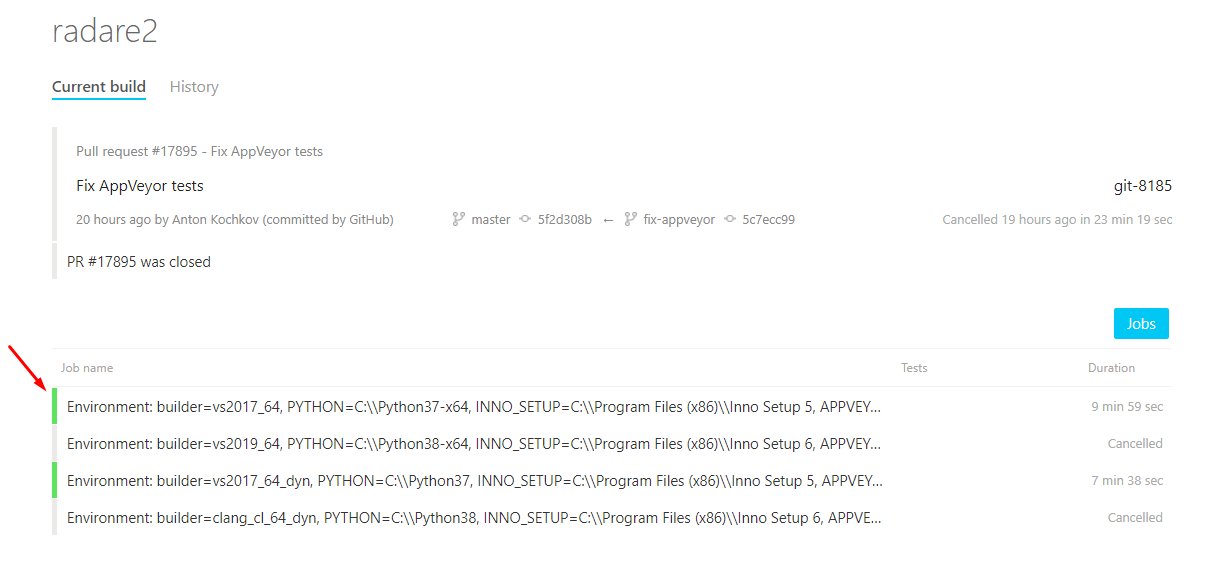 radare2
Current build History
Pull request #17895 - Fix AppVeyor tests
Fix AppVeyor tests git-8185
20 hours ago by Anton Kochkov (committed by GitHub) master 5f2d308b ← fix-appveyor 5c7ecc99 Cancelled 19 hours ago in 23 min 19 sec
PR #17895 was closed
Jobs
Job name Tests Duration
Environment: builder=vs2017_64, PYTHON=C:\\Python37-x64, INNO_SETUP=C:\\Program Files (x86)\\Inno Setup 5, APPVEY... 9 min 59 sec
Environment: builder=vs2019_64, PYTHON=C:\\Python38-x64, INNO_SETUP=C:\\Program Files (x86)\\Inno Setup 6, APPVEY... Cancelled
Environment: builder=vs2017_64_dyn, PYTHON=C:\\Python37, INNO_SETUP=C:\\Program Files (x86)\\Inno Setup 5, APPVEY... 7 min 38 sec
Environment: builder=clang_cl_64_dyn, PYTHON=C:\\Python38, INNO_SETUP=C:\\Program Files (x86)\\Inno Setup 6, APPVE... Cancelled